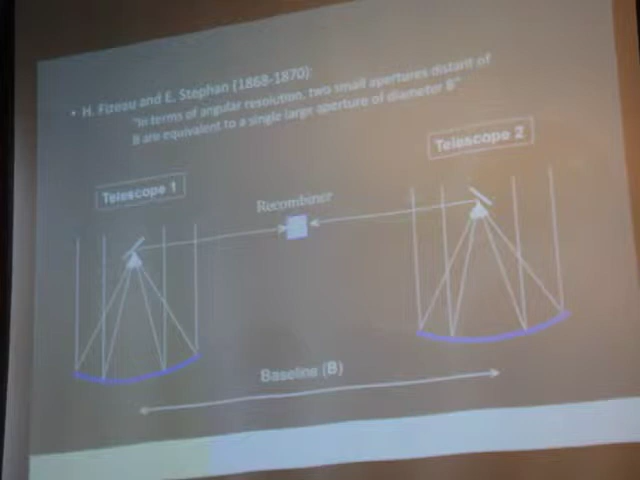 • H. Fizeau and E. Stephan (1868-1870):
"In terms of angular resolution, two small apertures distant of
B are equivalent to a single large aperture of diameter B"
Telescope 1
Recombiner
Telescope 2
Baseline (B)